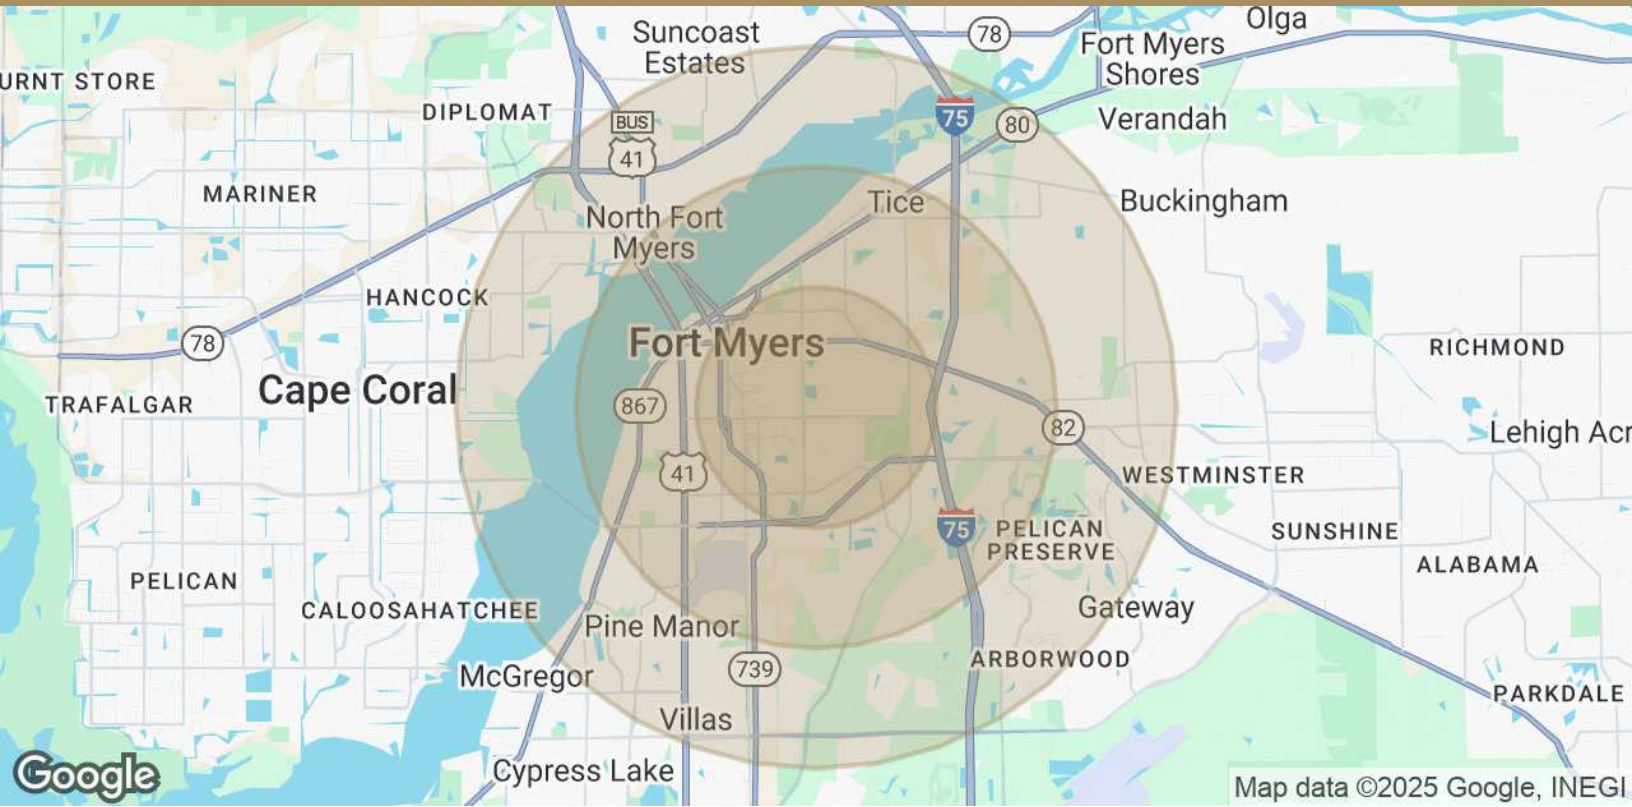 Olga
Suncoast
Estates
78
Fort Myers
Shores
URNT STORE
DIPLOMAT
BUS
41
75
80
Verandah
MARINER
Tice
Buckingham
North Fort
Myers
HANCOCK
78
Fort Myers
RICHMOND
Cape Coral
TRAFALGAR
867
82
Lehigh Acr
41
WESTMINSTER
75
PELICAN
PRESERVE
SUNSHINE
ALABAMA
PELICAN
CALOOSAHATCHEE
Gateway
Pine Manor
ARBORWOOD
McGregor
739
PARKDALE
Villas
Cypress Lake
Google
Map data ©2025 Google, INEGI